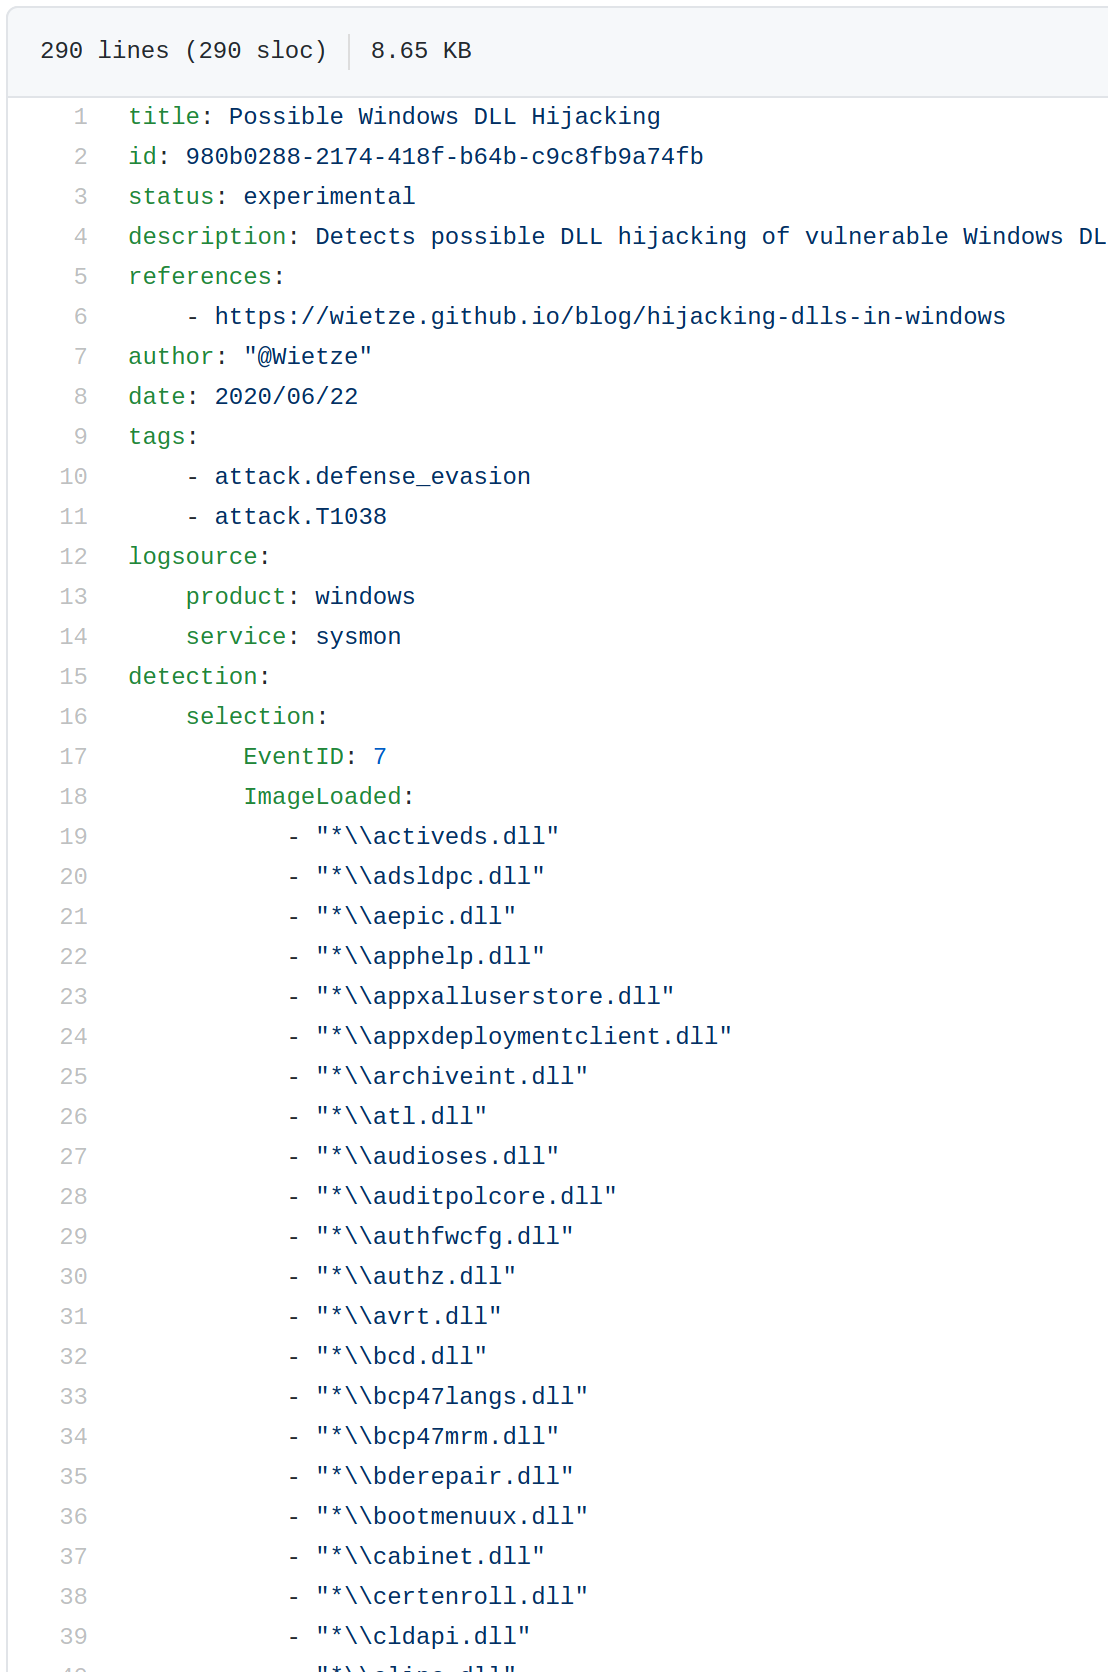 290 lines (290 sloc) 8.65 KB
1 title: Possible Windows DLL Hijacking
2 id: 980b0288-2174-418f-b64b-c9c8fb9a74fb
3 status: experimental
4 description: Detects possible DLL hijacking of vulnerable Windows DL
5 references:
6     - https://wietze.github.io/blog/hijacking-dlls-in-windows
7 author: "@Wietze"
8 date: 2020/06/22
9 tags:
10     - attack.defense_evasion
11     - attack.T1038
12 logsource:
13     product: windows
14     service: sysmon
15 detection:
16     selection:
17         EventID: 7
18         ImageLoaded:
19            - "*\\activeds.dll"
20            - "*\\adsldpc.dll"
21            - "*\\aepic.dll"
22            - "*\\apphelp.dll"
23            - "*\\appxalluserstore.dll"
24            - "*\\appxdeploymentclient.dll"
25            - "*\\archiveint.dll"
26            - "*\\atl.dll"
27            - "*\\audioses.dll"
28            - "*\\auditpolcore.dll"
29            - "*\\authfwcfg.dll"
30            - "*\\authz.dll"
31            - "*\\avrt.dll"
32            - "*\\bcd.dll"
33            - "*\\bcp47langs.dll"
34            - "*\\bcp47mrm.dll"
35            - "*\\bderepair.dll"
36            - "*\\bootmenuux.dll"
37            - "*\\cabinet.dll"
38            - "*\\certenroll.dll"
39            - "*\\cldapi.dll"